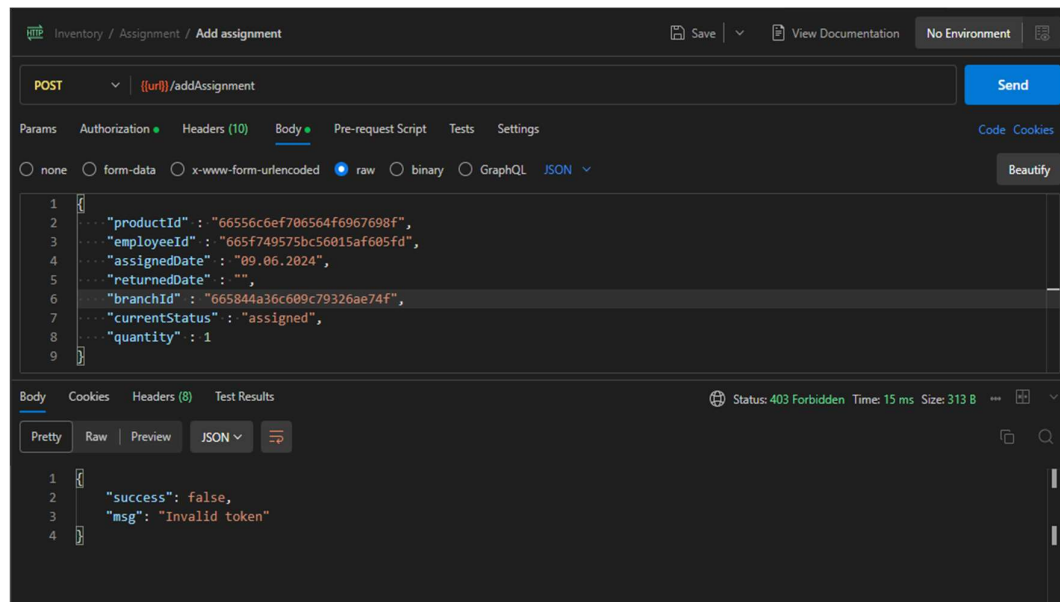 HTTP Inventory / Assignment / Add assignment Save View Documentation No Environment
POST {{url}}/addAssignment Send
Params Authorization Headers (10) Body Pre-request Script Tests Settings Code Cookies
none form-data x-www-form-urlencoded raw binary GraphQL JSON Beautify
1 {
2 "productId" : "66556c6ef706564f6967698f",
3 "employeeId" : "665f749575bc56015af605fd",
4 "assignedDate" : "09.06.2024",
5 "returnedDate" : "",
6 "branchId" : "665844a36c609c79326ae74f",
7 "currentStatus" : "assigned",
8 "quantity" : 1
9 }
Body Cookies Headers (8) Test Results Status: 403 Forbidden Time: 15 ms Size: 313 B
Pretty Raw Preview JSON
1 {
2 "success": false,
3 "msg": "Invalid token"
4 }